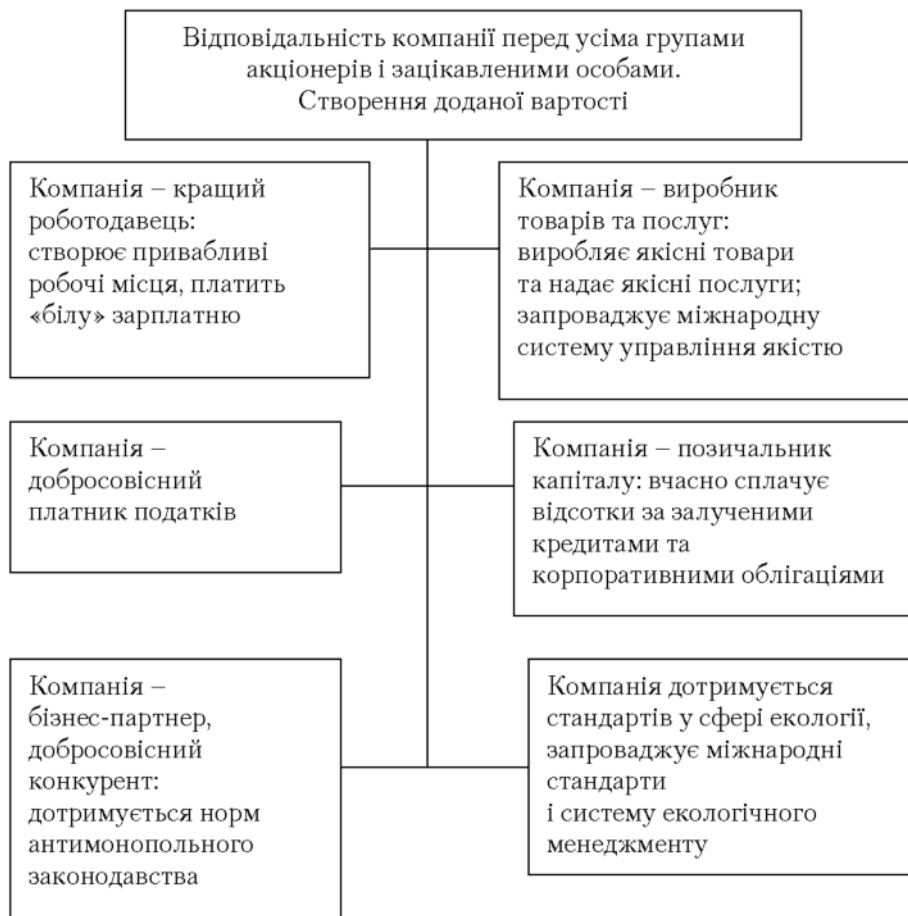 Відповідальність компанії перед усіма групами
акціонерів і зацікавленими особами.
Створення доданої вартості
Компанія – кращий
роботодавець:
створює привабливі
робочі місця, платить
«білу» зарплатню
Компанія – виробник
товарів та послуг:
виробляє якісні товари
та надає якісні послуги;
запроваджує міжнародну
систему управління якістю
Компанія –
добросовісний
платник податків
Компанія – позичальник
капіталу: вчасно сплачує
відсотки за залученими
кредитами та
корпоративними облігаціями
Компанія –
бізнес-партнер,
добросовісний
конкурент:
дотримується норм
антимонопольного
законодавства
Компанія дотримується
стандартів у сфері екології,
запроваджує міжнародні
стандарти
і систему екологічного
менеджменту